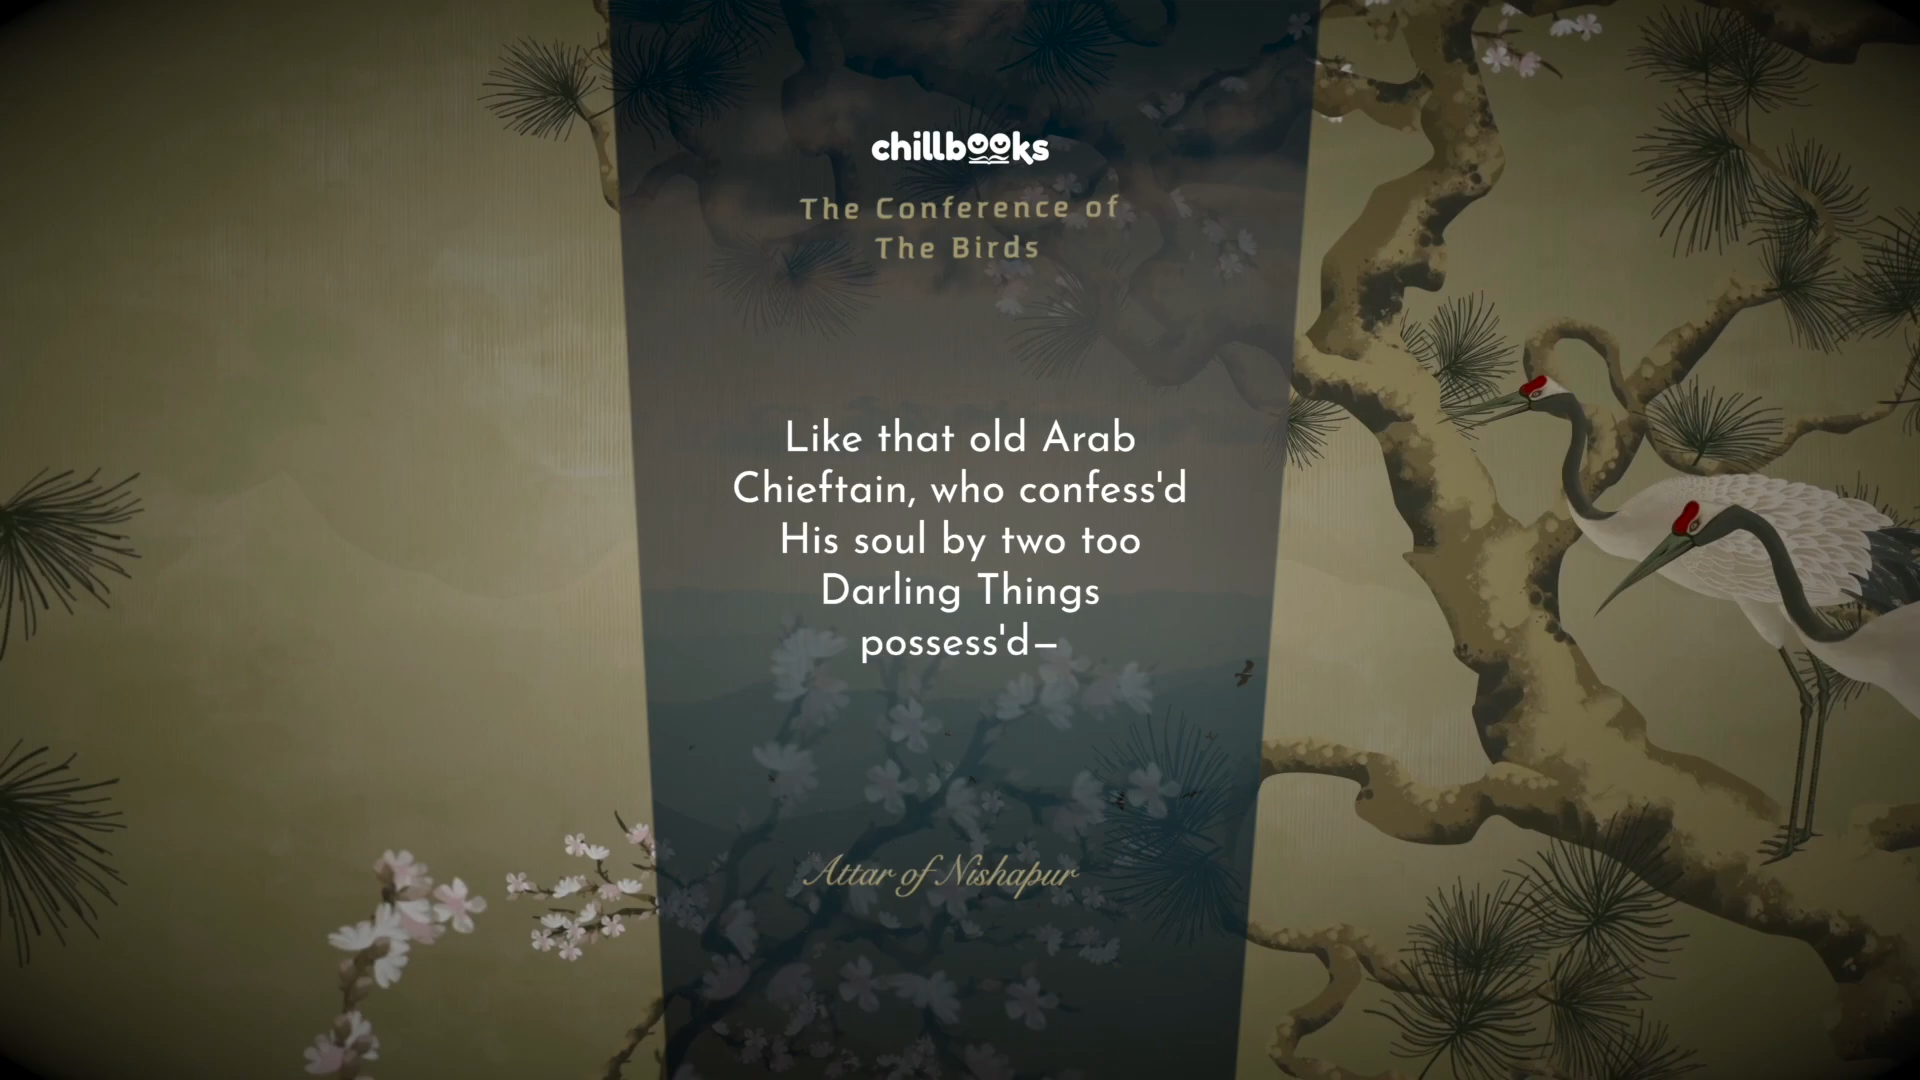 chillbooks
The Conference of
The Birds
Like that old Arab
Chieftain, who confess'd
His soul by two too
Darling Things
possess'd—
Attar of Nishapur